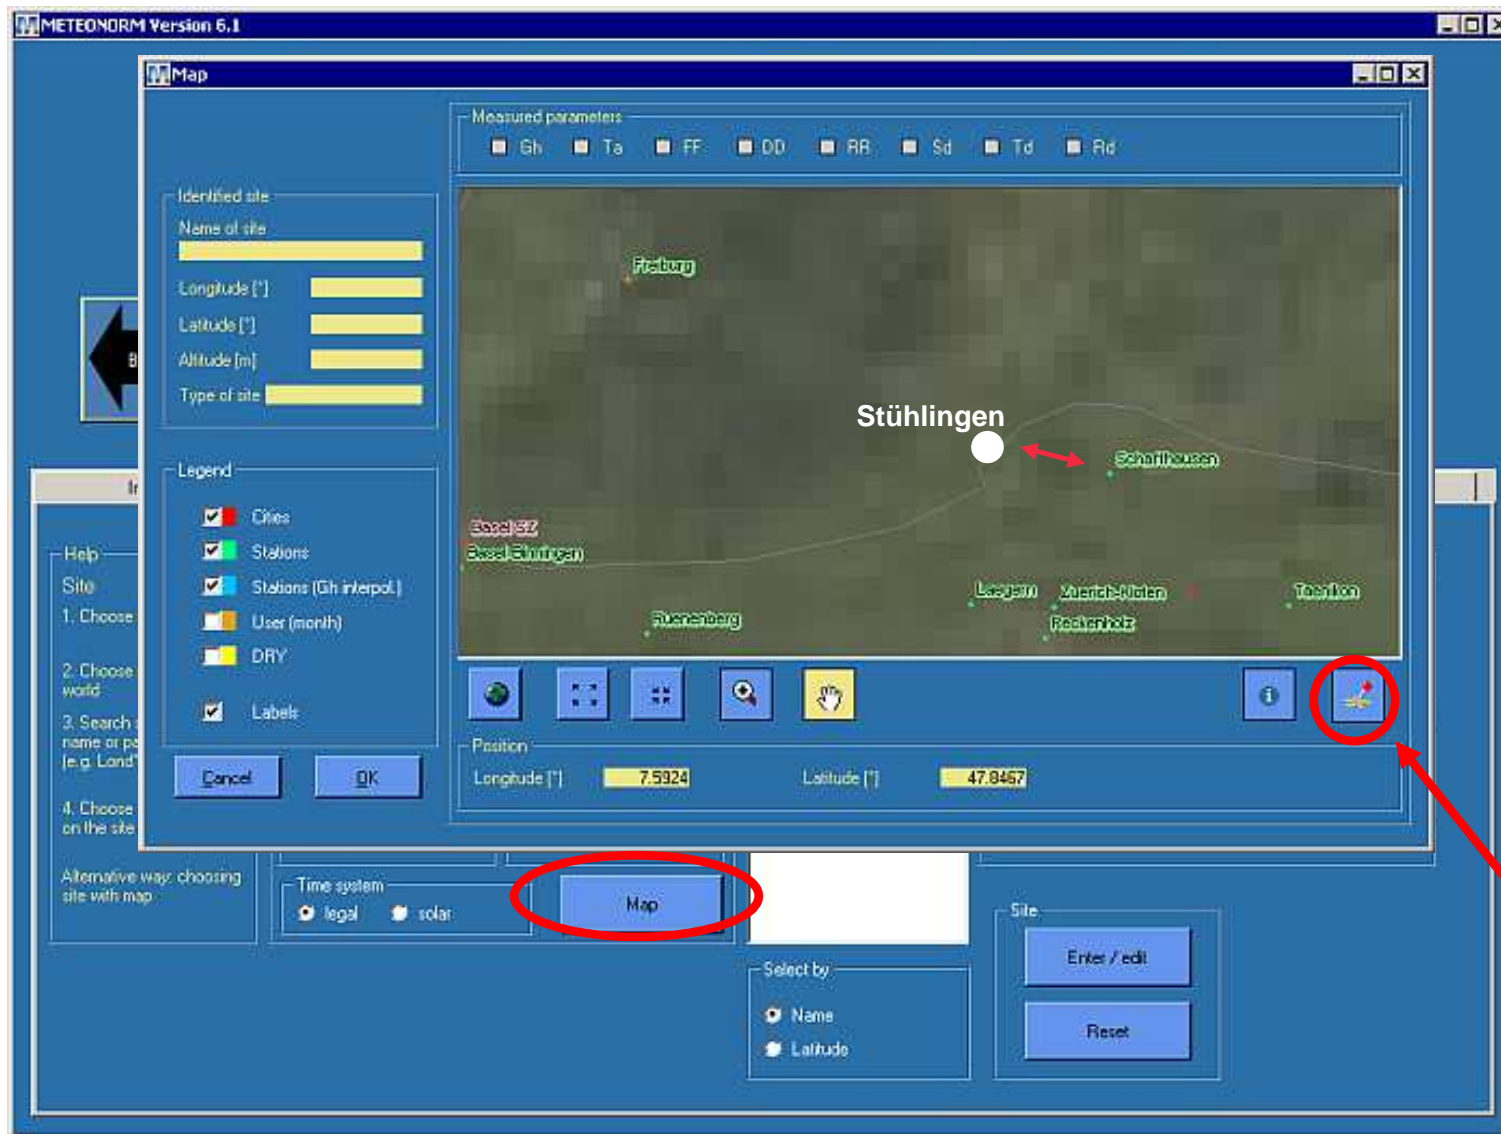 METEONORM Version 6.1
Map
Measured parameters
Gh Ta FF DD RR Sd Td Rd
Identified site
Name of site
Longitude [°]
Latitude [°]
Altitude [m]
Type of site
Freiburg
Stühlingen
Schaffhausen
Basel SZ
Basel-Binningen
Ruenenberg
Laegern
Zuerich-Kloten
Reckenholz
Taenikon
Legend
Cities
Stations
Stations (Gh interpol.)
User (month)
DRY
Labels
Cancel OK
Position
Longitude [°] 7.5924 Latitude [°] 47.8467
B
Help
Site
1. Choose
2. Choose
world
3. Search
name or
(e.g. Lond*
4. Choose
on the site
Alternative way: choosing
site with map
Time system
legal solar
Map
Select by
Name
Latitude
Site
Enter / edit
Reset